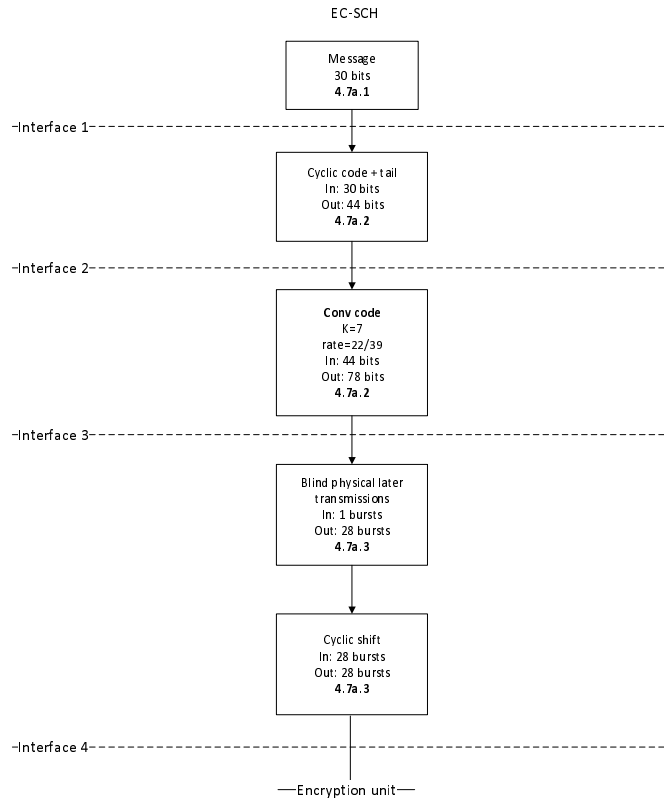 EC-SCH
Message
30 bits
4.7a.1
Interface 1
Cyclic code + tail
In: 30 bits
Out: 44 bits
4.7a.2
Interface 2
Conv code
K=7
rate=22/39
In: 44 bits
Out: 78 bits
4.7a.2
Interface 3
Blind physical later
transmissions
In: 1 bursts
Out: 28 bursts
4.7a.3
Cyclic shift
In: 28 bursts
Out: 28 bursts
4.7a.3
Interface 4
Encryption unit